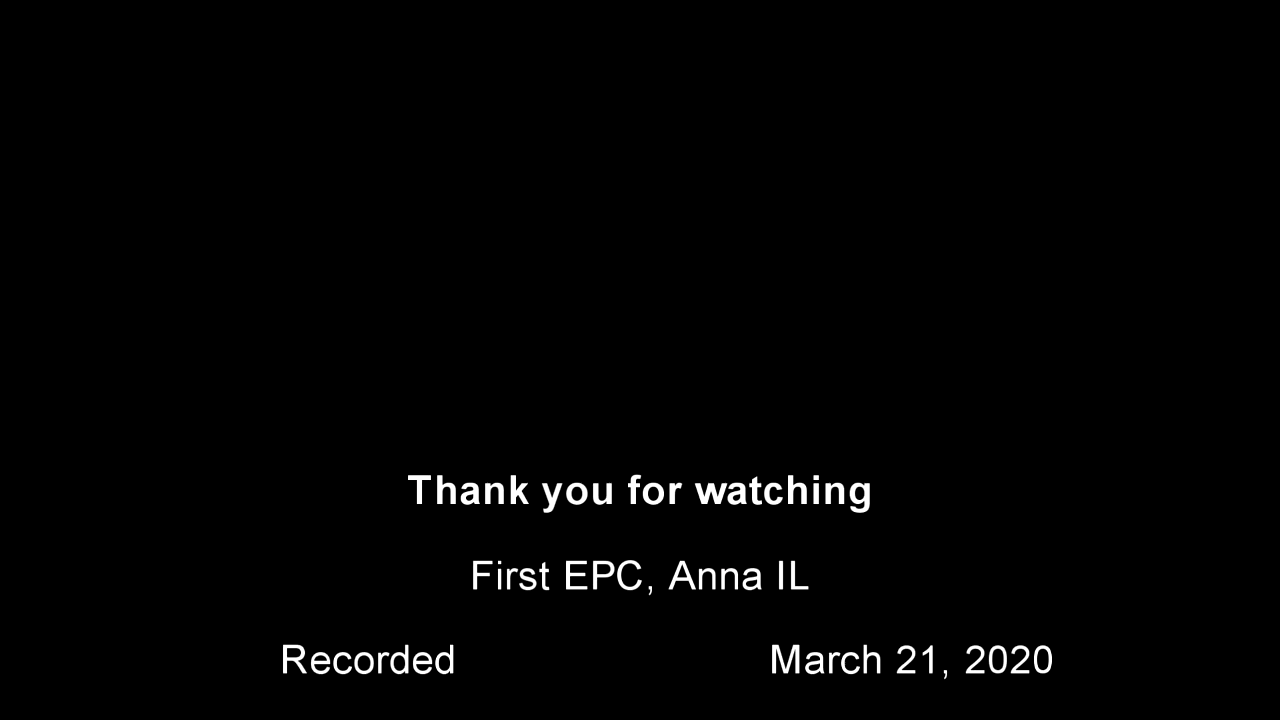 Thank you for watching
First EPC, Anna IL
Recorded March 21, 2020